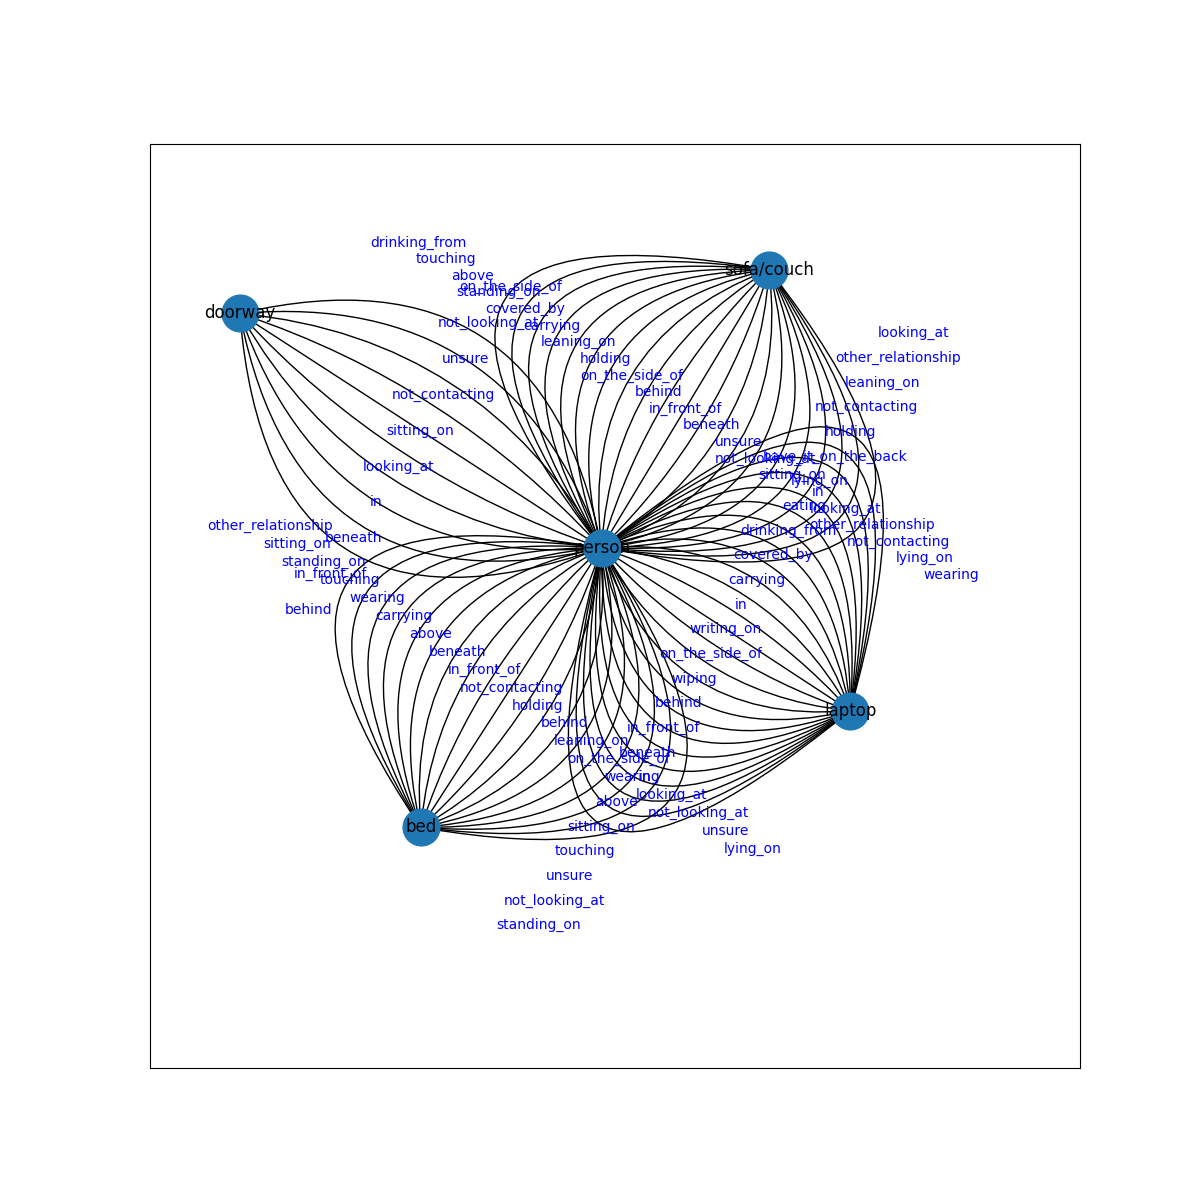 drinking_from
touching
sofa/couch
above
on_the_side_of
standing_on
covered_by
doorway
not_looking_at
carrying
looking_at
leaning_on
unsure
holding
other_relationship
on_the_side_of
leaning_on
behind
not_contacting
in_front_of
not_contacting
beneath
sitting_on
holding
unsure
not_looking_at
have_it_on_the_back
looking_at
sitting_on
lying_on
in
in
eating
looking_at
other_relationship
other_relationship
drinking_from
beneath
not_contacting
sitting_on
person
covered_by
lying_on
standing_on
in_front_of
wearing
touching
carrying
wearing
in
behind
carrying
writing_on
above
beneath
on_the_side_of
in_front_of
wiping
not_contacting
behind
holding
laptop
behind
in_front_of
leaning_on
beneath
on_the_side_of
wearing
in
looking_at
above
not_looking_at
bed
sitting_on
unsure
touching
lying_on
unsure
not_looking_at
standing_on